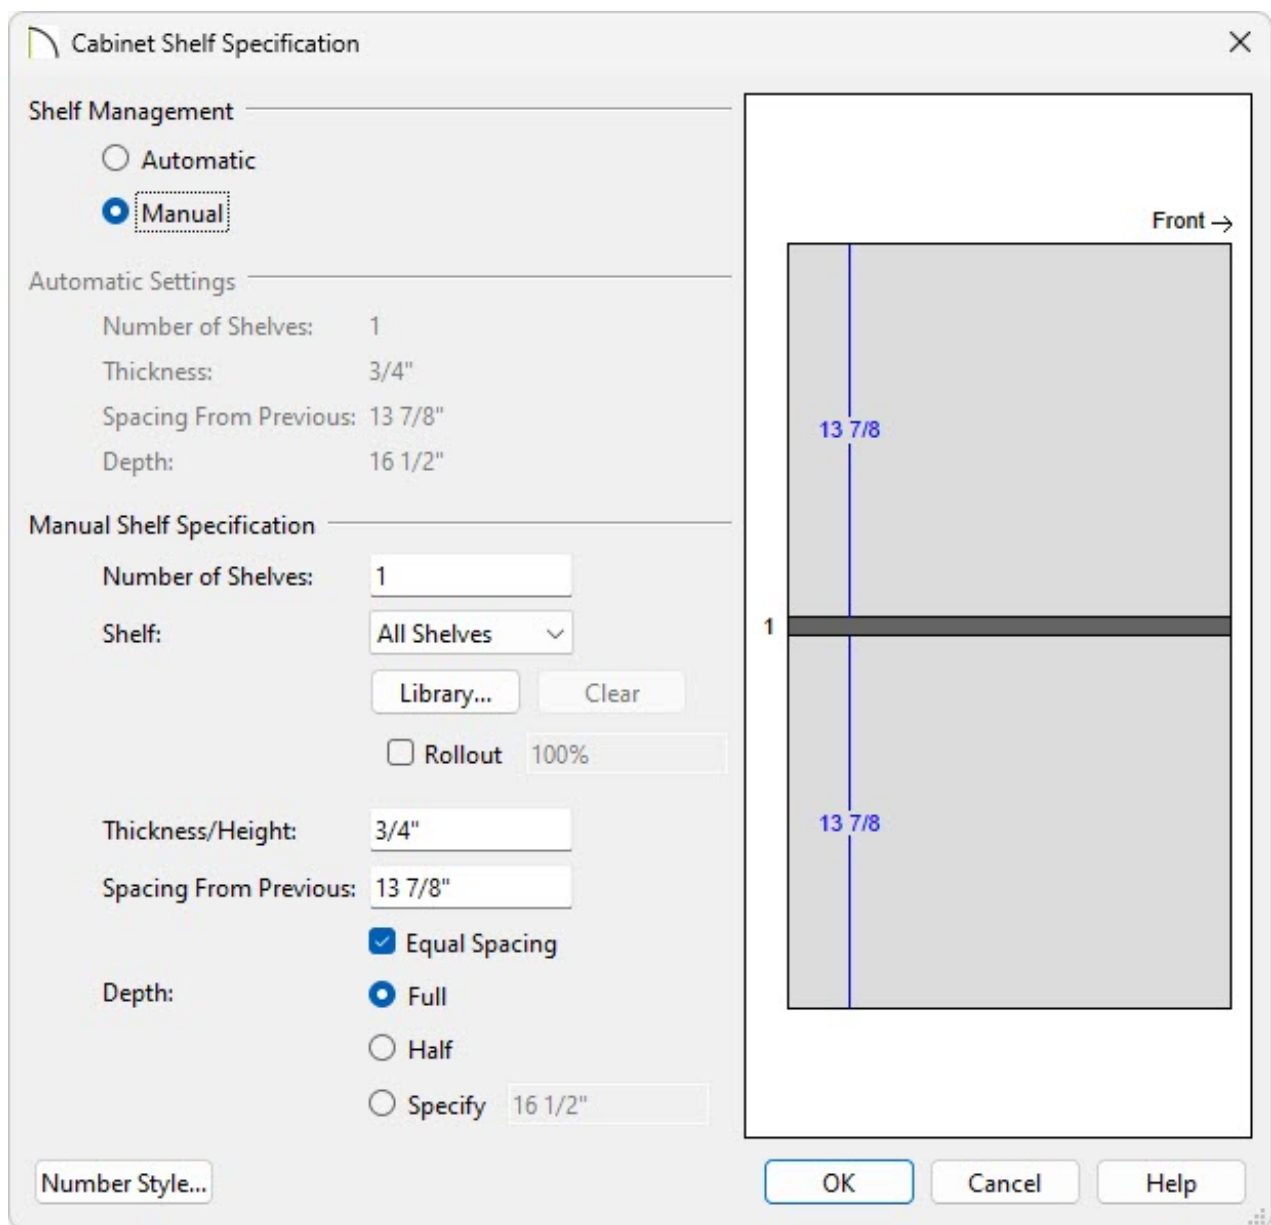 Cabinet Shelf Specification
Shelf Management
Automatic
Manual
Automatic Settings
Number of Shelves: 1
Thickness: 3/4"
Spacing From Previous: 13 7/8"
Depth: 16 1/2"
Manual Shelf Specification
Number of Shelves: 1
Shelf: All Shelves
Library... Clear
Rollout 100%
Thickness/Height: 3/4"
Spacing From Previous: 13 7/8"
Equal Spacing
Depth: Full
Half
Specify 16 1/2"
Front →
13 7/8
1
13 7/8
Number Style... OK Cancel Help